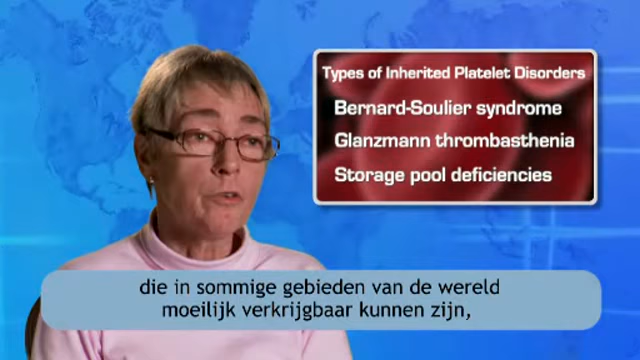 Types of Inherited Platelet Disorders
Bernard-Soulier syndrome
Glanzmann thrombasthenia
Storage pool deficiencies
die in sommige gebieden van de wereld
moeilijk verkrijgbaar kunnen zijn,